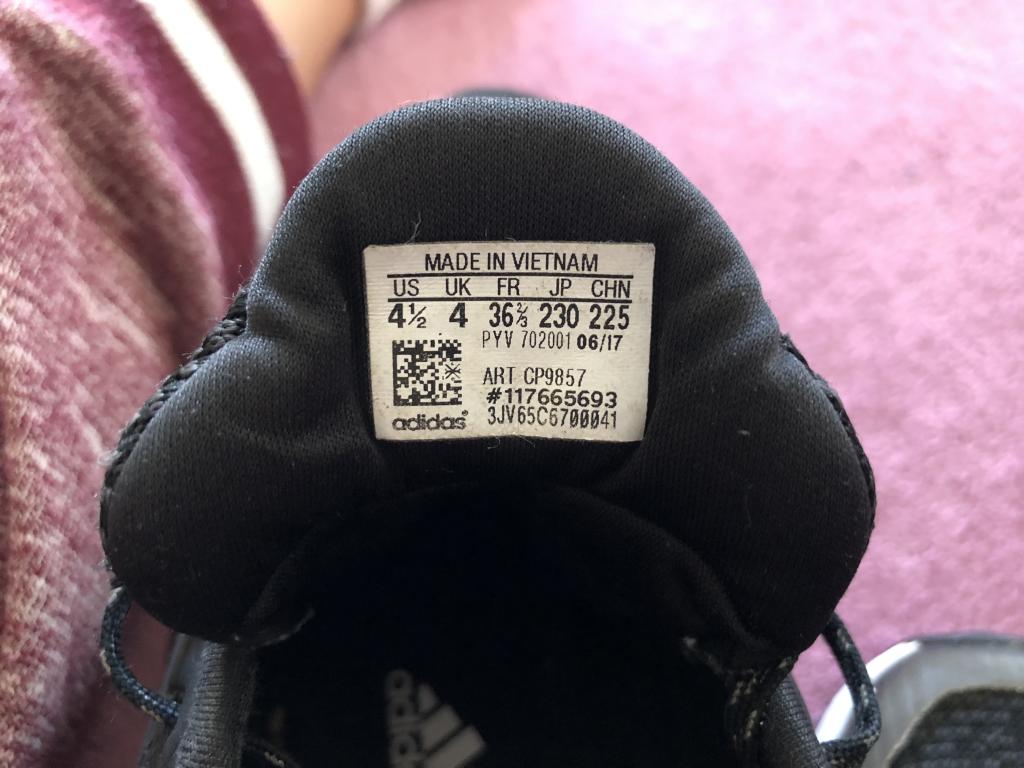 MADE IN VIETNAM
US UK FR JP CHN
4½ 4 36⅔ 230 225
PYV 702001 06/17
ART CP9857
#117665693
3JV65C6700041
adidas
adidas